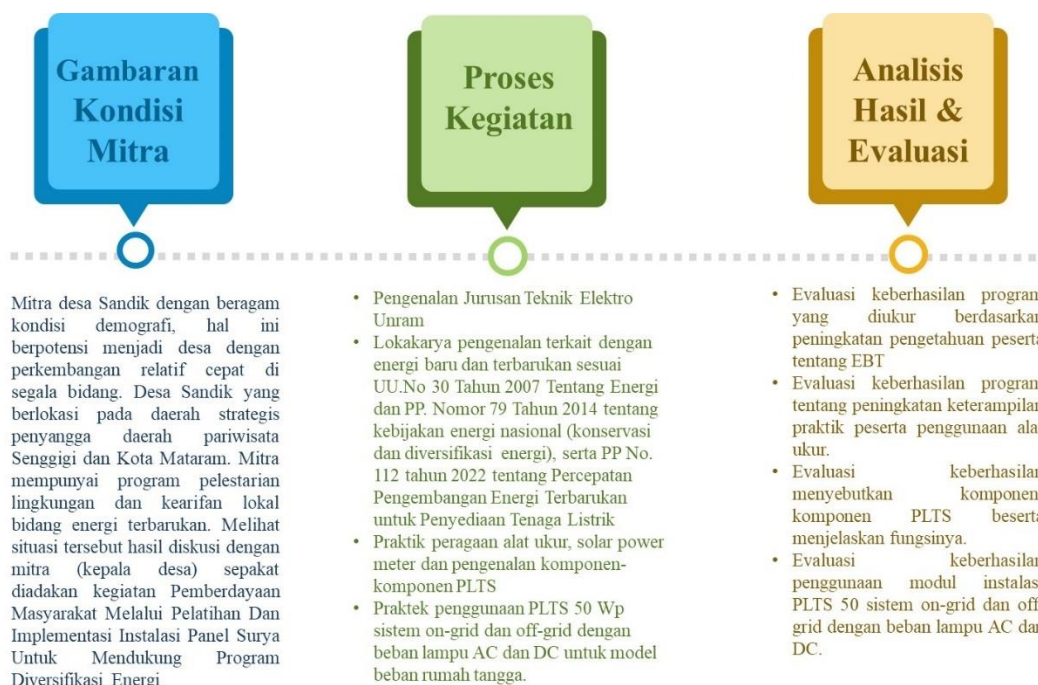 Gambaran
Kondisi
Mitra
Mitra desa Sandik dengan beragam
kondisi demografi, hal ini
berpotensi menjadi desa dengan
perkembangan relatif cepat di
segala bidang. Desa Sandik yang
berlokasi pada daerah strategis
penyangga daerah pariwisata
Senggigi dan Kota Mataram. Mitra
mempunyai program pelestarian
lingkungan dan kearifan lokal
bidang energi terbarukan. Melihat
situasi tersebut hasil diskusi dengan
mitra (kepala desa) sepakat
diadakan kegiatan Pemberdayaan
Masyarakat Melalui Pelatihan Dan
Implementasi Instalasi Panel Surya
Untuk Mendukung Program
Diversifikasi Energi
Proses
Kegiatan
• Pengenalan Jurusan Teknik Elektro
Unram
• Lokakarya pengenalan terkait dengan
energi baru dan terbarukan sesuai
UU.No 30 Tahun 2007 Tentang Energi
dan PP. Nomor 79 Tahun 2014 tentang
kebijakan energi nasional (konservasi
dan diversifikasi energi), serta PP No.
112 tahun 2022 tentang Percepatan
Pengembangan Energi Terbarukan
untuk Penyediaan Tenaga Listrik
• Praktik peragaan alat ukur, solar power
meter dan pengenalan komponen-
komponen PLTS
• Praktek penggunaan PLTS 50 Wp
sistem on-grid dan off-grid dengan
beban lampu AC dan DC untuk model
beban rumah tangga.
Analisis
Hasil &
Evaluasi
• Evaluasi keberhasilan program
yang diukur berdasarkan
peningkatan pengetahuan peserta
tentang EBT
• Evaluasi keberhasilan program
tentang peningkatan keterampilan
praktik peserta penggunaan alat
ukur.
• Evaluasi keberhasilan
menyebutkan komponen
komponen PLTS beserta
menjelaskan fungsinya.
• Evaluasi keberhasilan
penggunaan modul instalasi
PLTS 50 sistem on-grid dan off-
grid dengan beban lampu AC dan
DC.